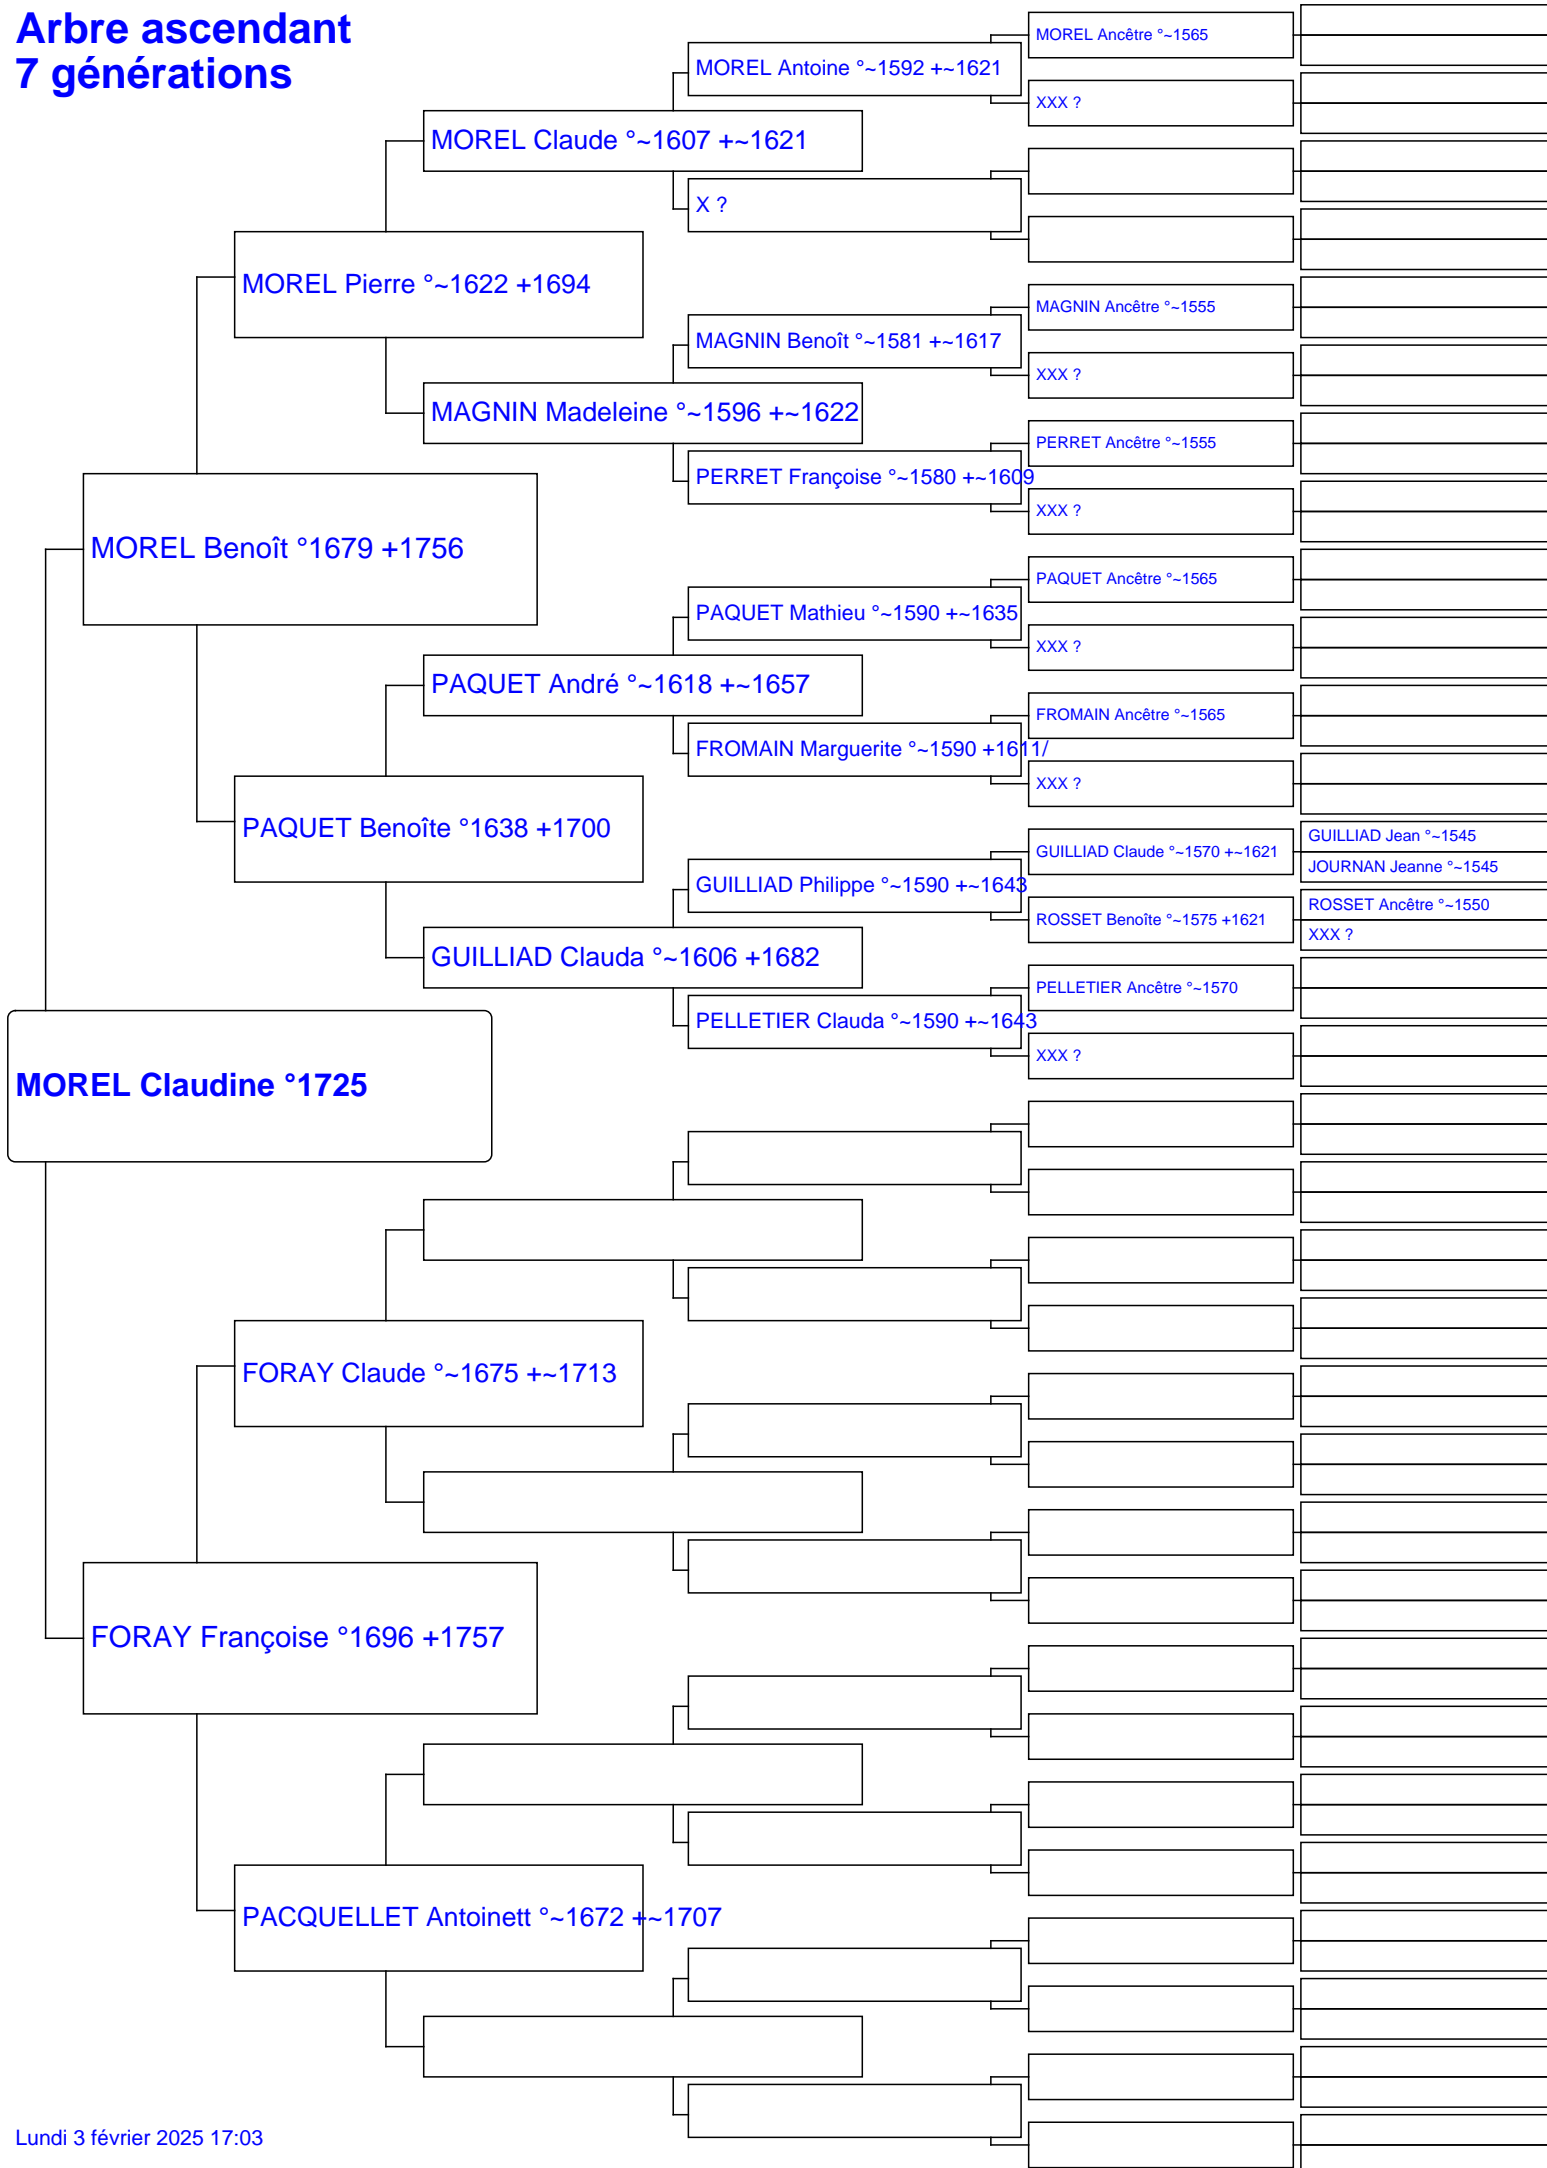 Arbre ascendant
7 générations
MOREL Ancêtre °~1565
MOREL Antoine °~1592 +~1621
XXX ?
MOREL Claude °~1607 +~1621
X ?
MOREL Pierre °~1622 +1694
MAGNIN Ancêtre °~1555
MAGNIN Benoît °~1581 +~1617
XXX ?
MAGNIN Madeleine °~1596 +~1622
PERRET Ancêtre °~1555
PERRET Françoise °~1580 +~1609
XXX ?
MOREL Benoît °1679 +1756
PAQUET Ancêtre °~1565
PAQUET Mathieu °~1590 +~1635
XXX ?
PAQUET André °~1618 +~1657
FROMAIN Ancêtre °~1565
FROMAIN Marguerite °~1590 +1611/
XXX ?
PAQUET Benoîte °1638 +1700
GUILLIAD Jean °~1545
GUILLIAD Claude °~1570 +~1621
JOURNAN Jeanne °~1545
GUILLIAD Philippe °~1590 +~1643
ROSSET Ancêtre °~1550
ROSSET Benoîte °~1575 +1621
XXX ?
GUILLIAD Clauda °~1606 +1682
PELLETIER Ancêtre °~1570
PELLETIER Clauda °~1590 +~1643
XXX ?
MOREL Claudine °1725
FORAY Claude °~1675 +~1713
FORAY Françoise °1696 +1757
PACQUELLET Antoinett °~1672 +~1707
Lundi 3 février 2025 17:03